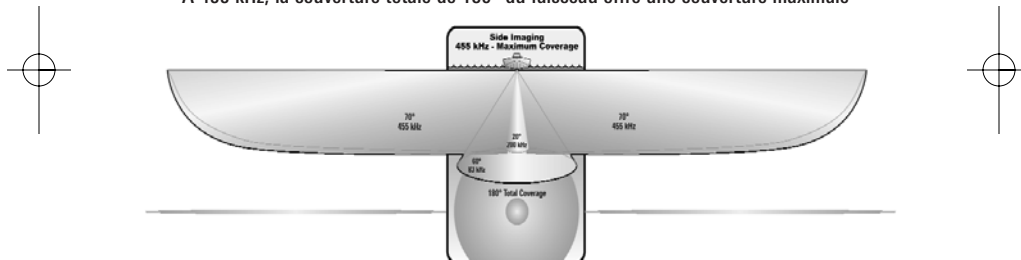 A 455 kHz, la couverture totale de 180° du faisceau offre une couverture maximale
Side Imaging
455 kHz - Maximum Coverage
70°
455 kHz
70°
455 kHz
20°
200 kHz
60°
83 kHz
180° Total Coverage